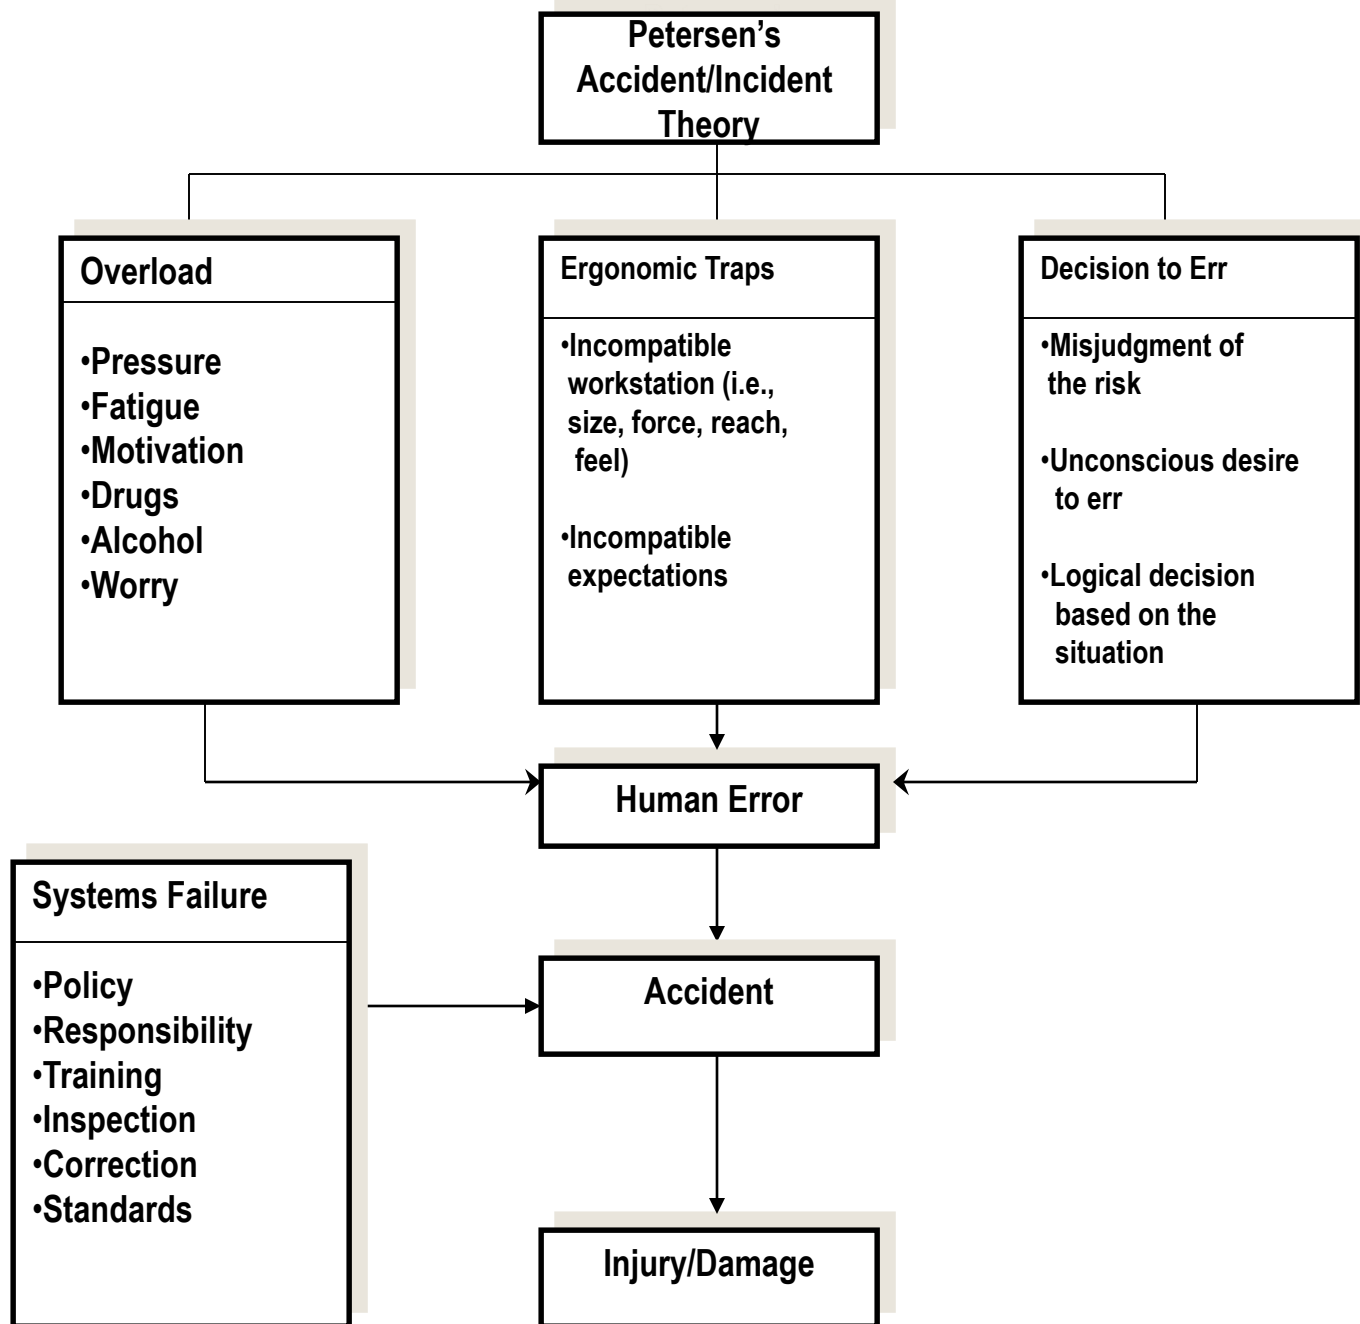 Petersen's
Accident/Incident
Theory
Overload
•Pressure
•Fatigue
•Motivation
•Drugs
•Alcohol
•Worry
Ergonomic Traps
•Incompatible
workstation (i.e.,
size, force, reach,
feel)
•Incompatible
expectations
Decision to Err
•Misjudgment of
the risk
•Unconscious desire
to err
•Logical decision
based on the
situation
Human Error
Systems Failure
•Policy
•Responsibility
•Training
•Inspection
•Correction
•Standards
Accident
Injury/Damage